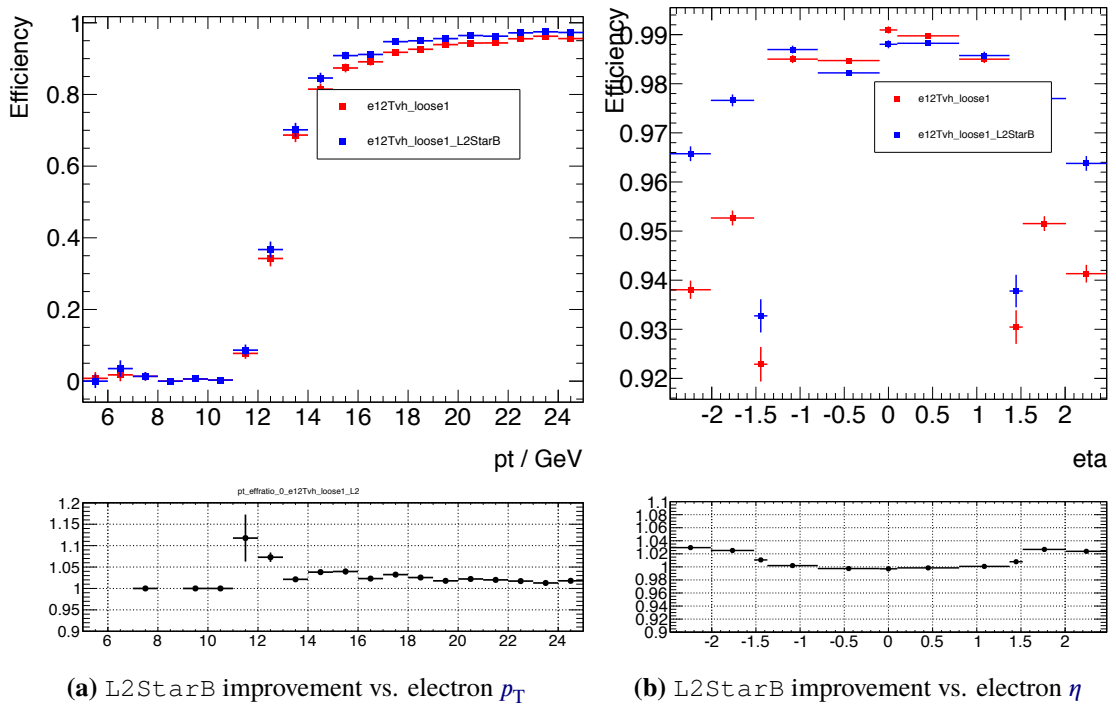 Efficiency
1
0.8
0.6
0.4
0.2
0
e12Tvh_loose1
e12Tvh_loose1_L2StarB
6 8 10 12 14 16 18 20 22 24
pt / GeV
pt_effratio_0_e12Tvh_loose1_L2
1.2
1.15
1.1
1.05
1
0.95
0.9
6 8 10 12 14 16 18 20 22 24
(a) L2StarB improvement vs. electron pT
Efficiency
0.99
0.98
0.97
0.96
0.95
0.94
0.93
0.92
e12Tvh_loose1
e12Tvh_loose1_L2StarB
-2 -1.5 -1 -0.5 0 0.5 1 1.5 2
eta
1.1
1.08
1.06
1.04
1.02
1.00
0.98
0.96
0.94
0.92
0.9
-2 -1.5 -1 -0.5 0 0.5 1 1.5 2
(b) L2StarB improvement vs. electron η